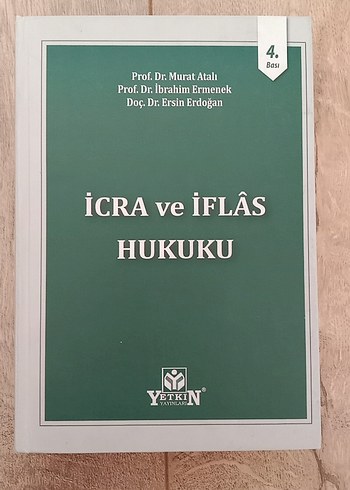 4.
Bası
Prof. Dr. Murat Atalı
Prof. Dr. İbrahim Ermenek
Doç. Dr. Ersin Erdoğan
İCRA ve İFLÂS
HUKUKU
YETKİN®
YAYINLARI